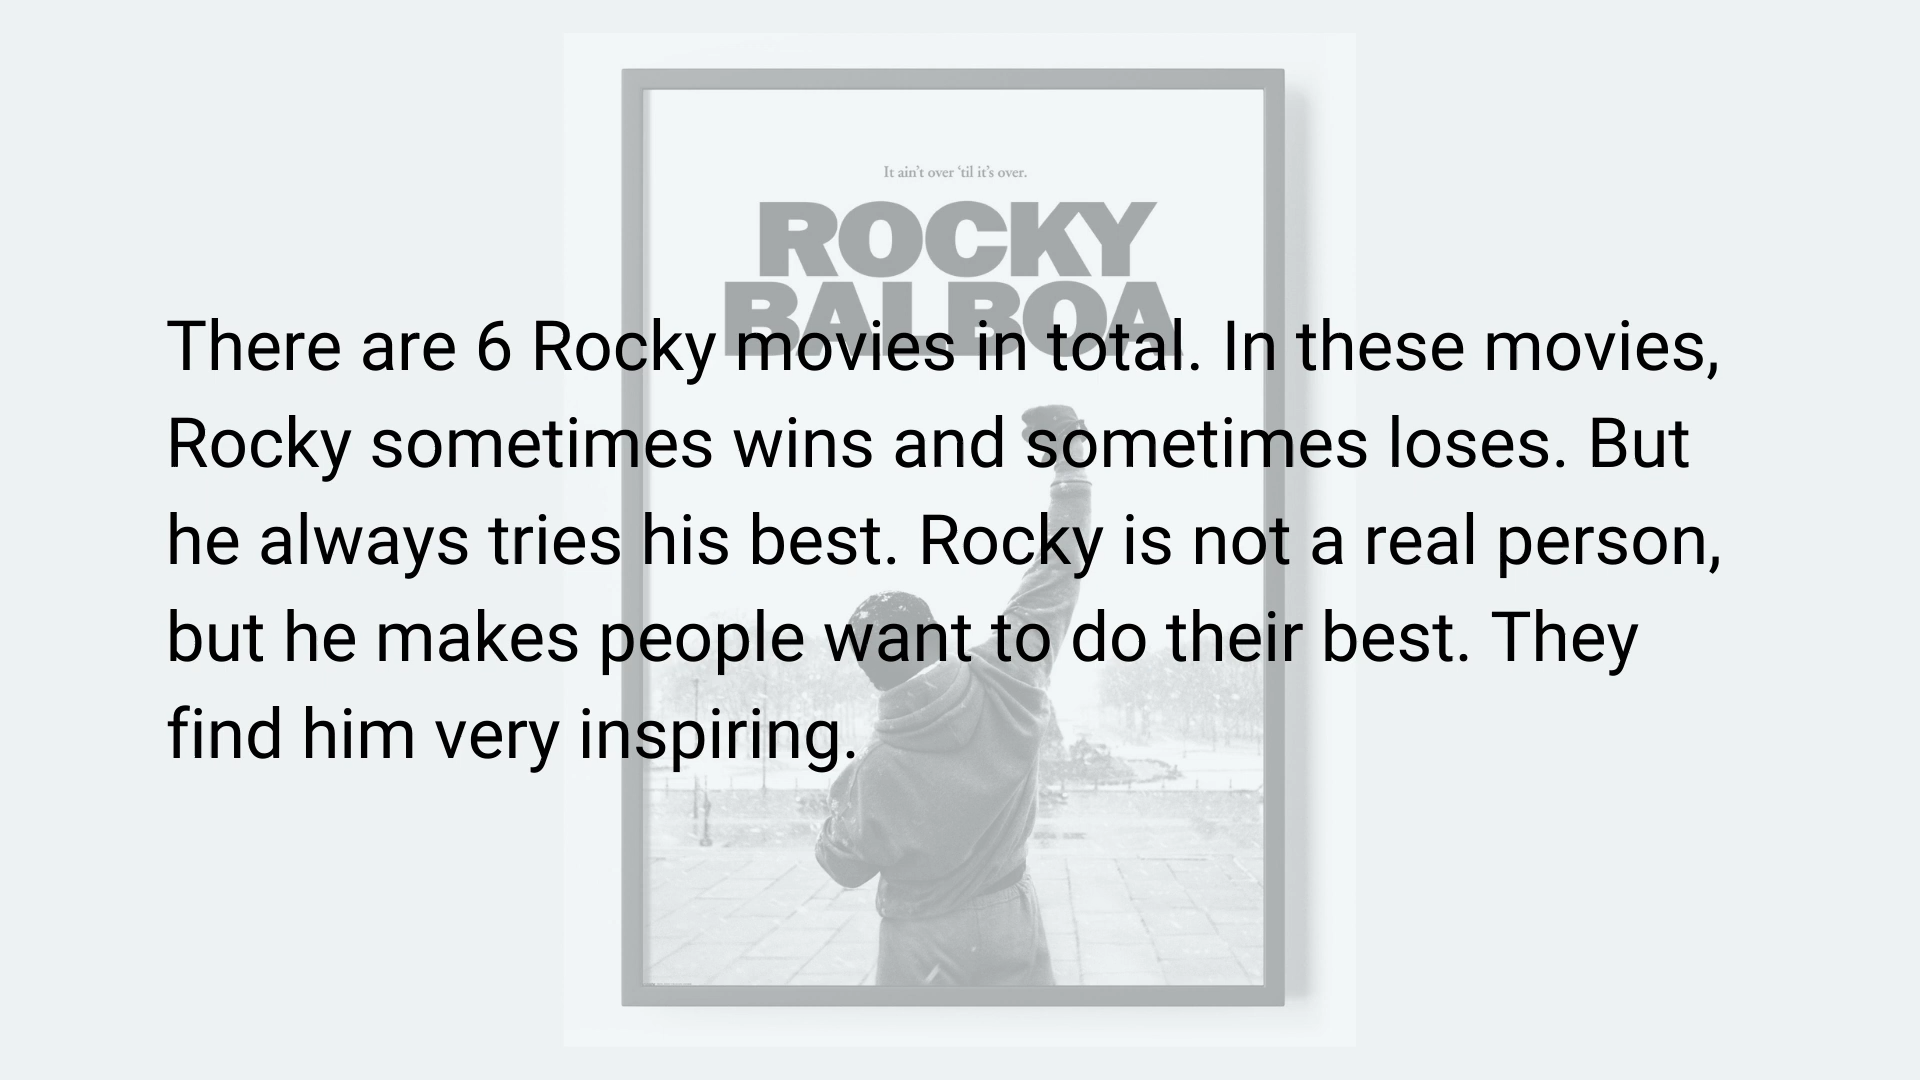 It ain't over 'til it's over.
ROCKY
BALBOA
There are 6 Rocky movies in total. In these movies,
Rocky sometimes wins and sometimes loses. But
he always tries his best. Rocky is not a real person,
but he makes people want to do their best. They
find him very inspiring.